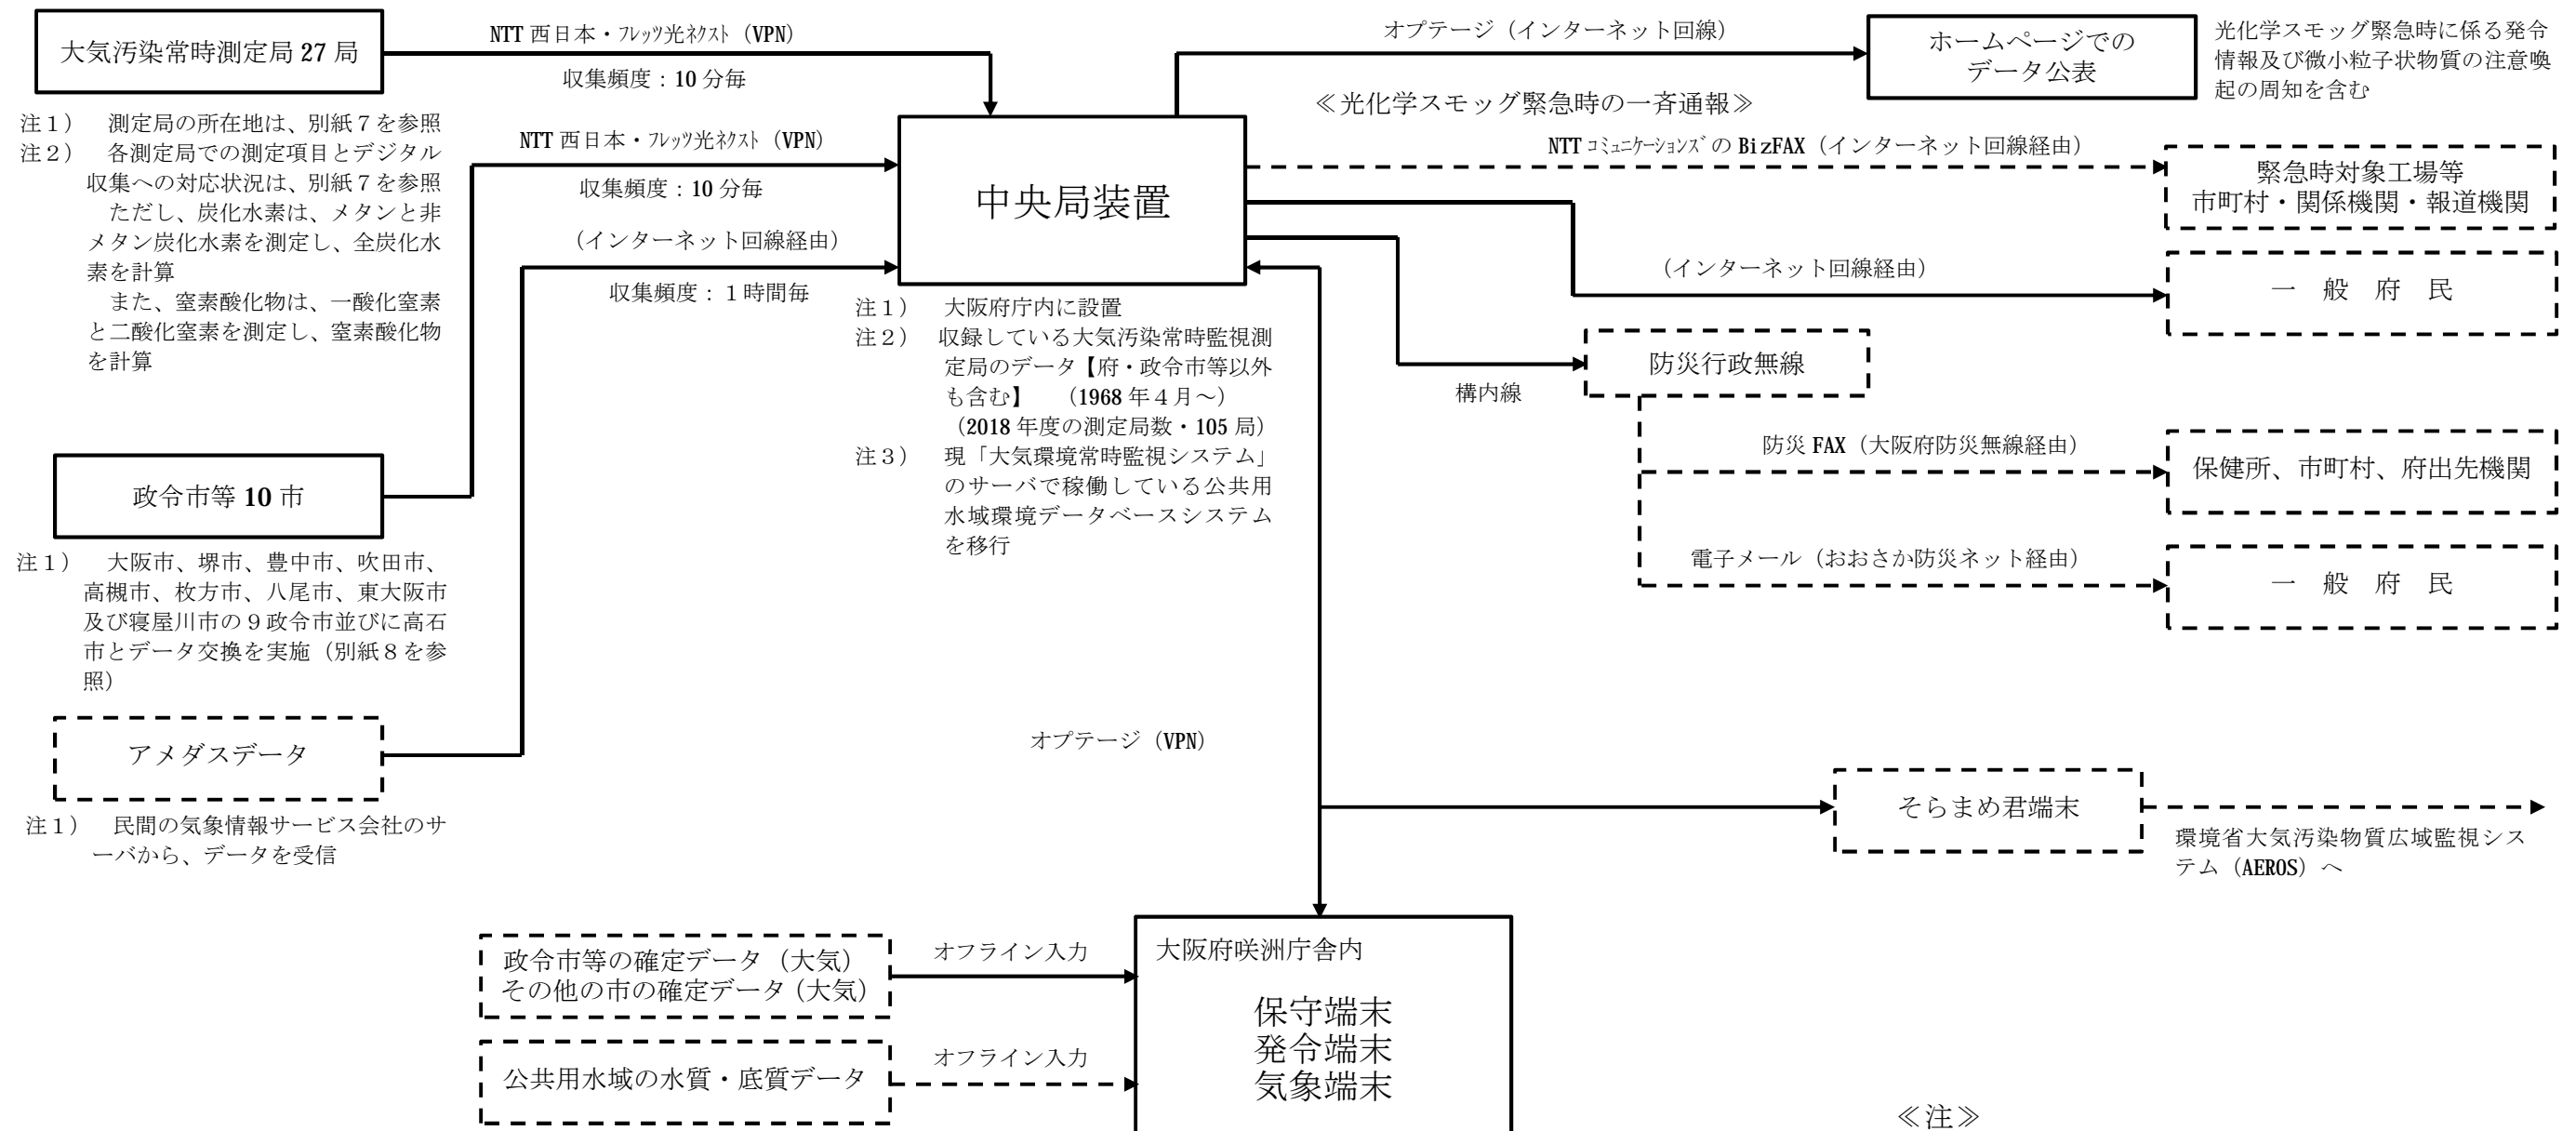 大気汚染常時測定局 27 局
NTT 西日本・フレッツ光ネクスト（VPN）
収集頻度：10 分毎
注１）　測定局の所在地は、別紙７を参照
注２）　各測定局での測定項目とデジタル
収集への対応状況は、別紙７を参照
ただし、炭化水素は、メタンと非
メタン炭化水素を測定し、全炭化水
素を計算
また、窒素酸化物は、一酸化窒素
と二酸化窒素を測定し、窒素酸化物
を計算
NTT 西日本・フレッツ光ネクスト（VPN）
収集頻度：10 分毎
（インターネット回線経由）
収集頻度：１時間毎
政令市等 10 市
注１）　大阪市、堺市、豊中市、吹田市、
高槻市、枚方市、八尾市、東大阪市
及び寝屋川市の９政令市並びに高石
市とデータ交換を実施（別紙８を参
照）
アメダスデータ
注１）　民間の気象情報サービス会社のサ
ーバから、データを受信
中央局装置
注１）　大阪府庁内に設置
注２）　収録している大気汚染常時監視測
定局のデータ【府・政令市等以外
も含む】　（1968 年４月～）
（2018 年度の測定局数・105 局）
注３）　現「大気環境常時監視システム」
のサーバで稼働している公共用
水域環境データベースシステム
を移行
オプテージ（インターネット回線）
ホームページでの
データ公表
光化学スモッグ緊急時に係る発令
情報及び微小粒子状物質の注意喚
起の周知を含む
≪光化学スモッグ緊急時の一斉通報≫
NTT コミュニケーションズの BizFAX（インターネット回線経由）
緊急時対象工場等
市町村・関係機関・報道機関
（インターネット回線経由）
一　般　府　民
防災行政無線
構内線
防災 FAX（大阪府防災無線経由）
保健所、市町村、府出先機関
電子メール（おおさか防災ネット経由）
一　般　府　民
オプテージ（VPN）
そらまめ君端末
環境省大気汚染物質広域監視シス
テム（AEROS）へ
政令市等の確定データ（大気）
その他の市の確定データ（大気）
オフライン入力
公共用水域の水質・底質データ
オフライン入力
大阪府咲洲庁舎内
保守端末
発令端末
気象端末
≪注≫